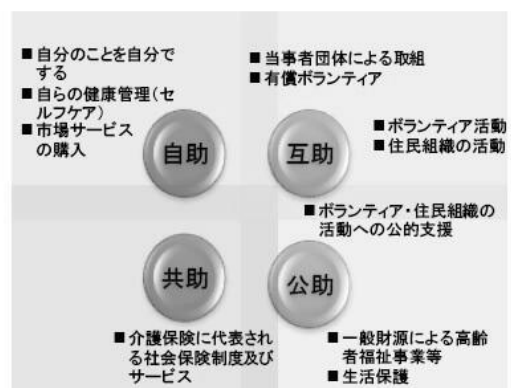 ■自分のことを自分で
する
■自らの健康管理(セ
ルフケア)
■市場サービス
の購入
自助
■当事者団体による取組
■有償ボランティア
互助
■ボランティア活動
■住民組織の活動
■ボランティア・住民組織の
活動への公的支援
共助
■介護保険に代表され
る社会保険制度及び
サービス
公助
■一般財源による高齢
者福祉事業等
■生活保護